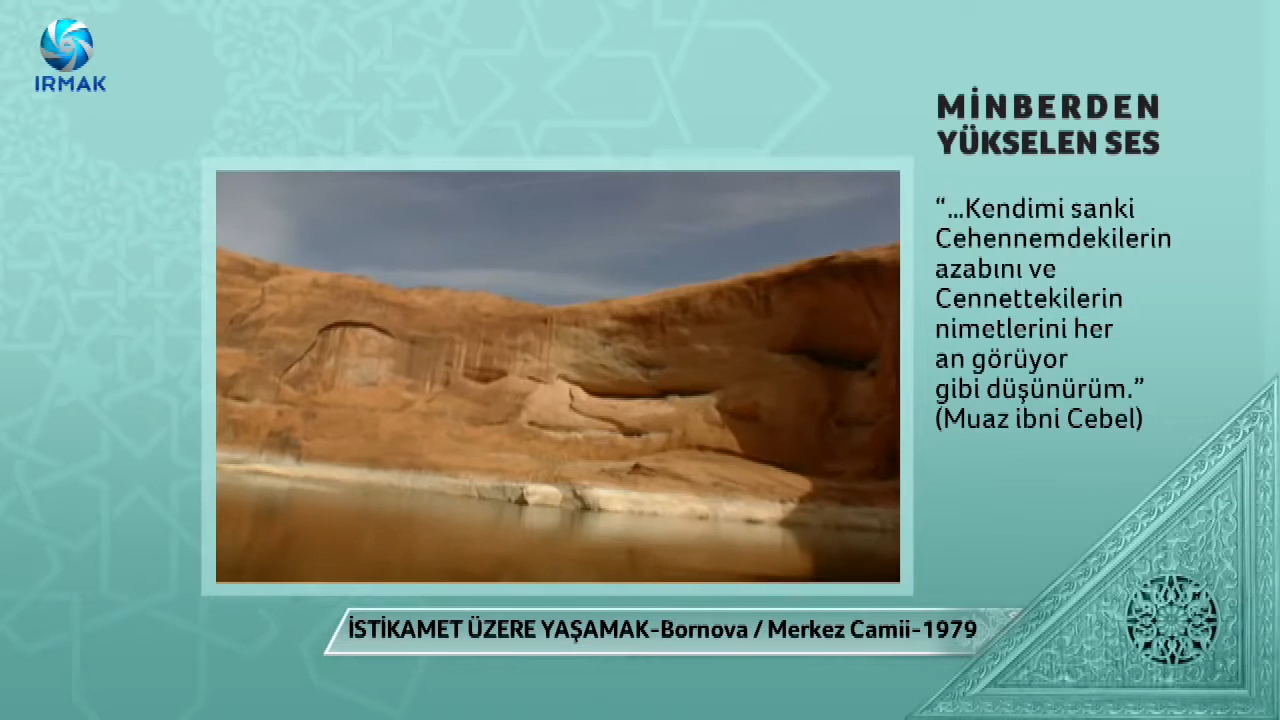 IRMAK
MİNBERDEN
YÜKSELEN SES
“...Kendimi sanki
Cehennemdekilerin
azabını ve
Cennettekilerin
nimetlerini her
an görüyor
gibi düşünürüm.”
(Muaz ibni Cebel)
İSTİKAMET ÜZERE YAŞAMAK-Bornova / Merkez Camii-1979